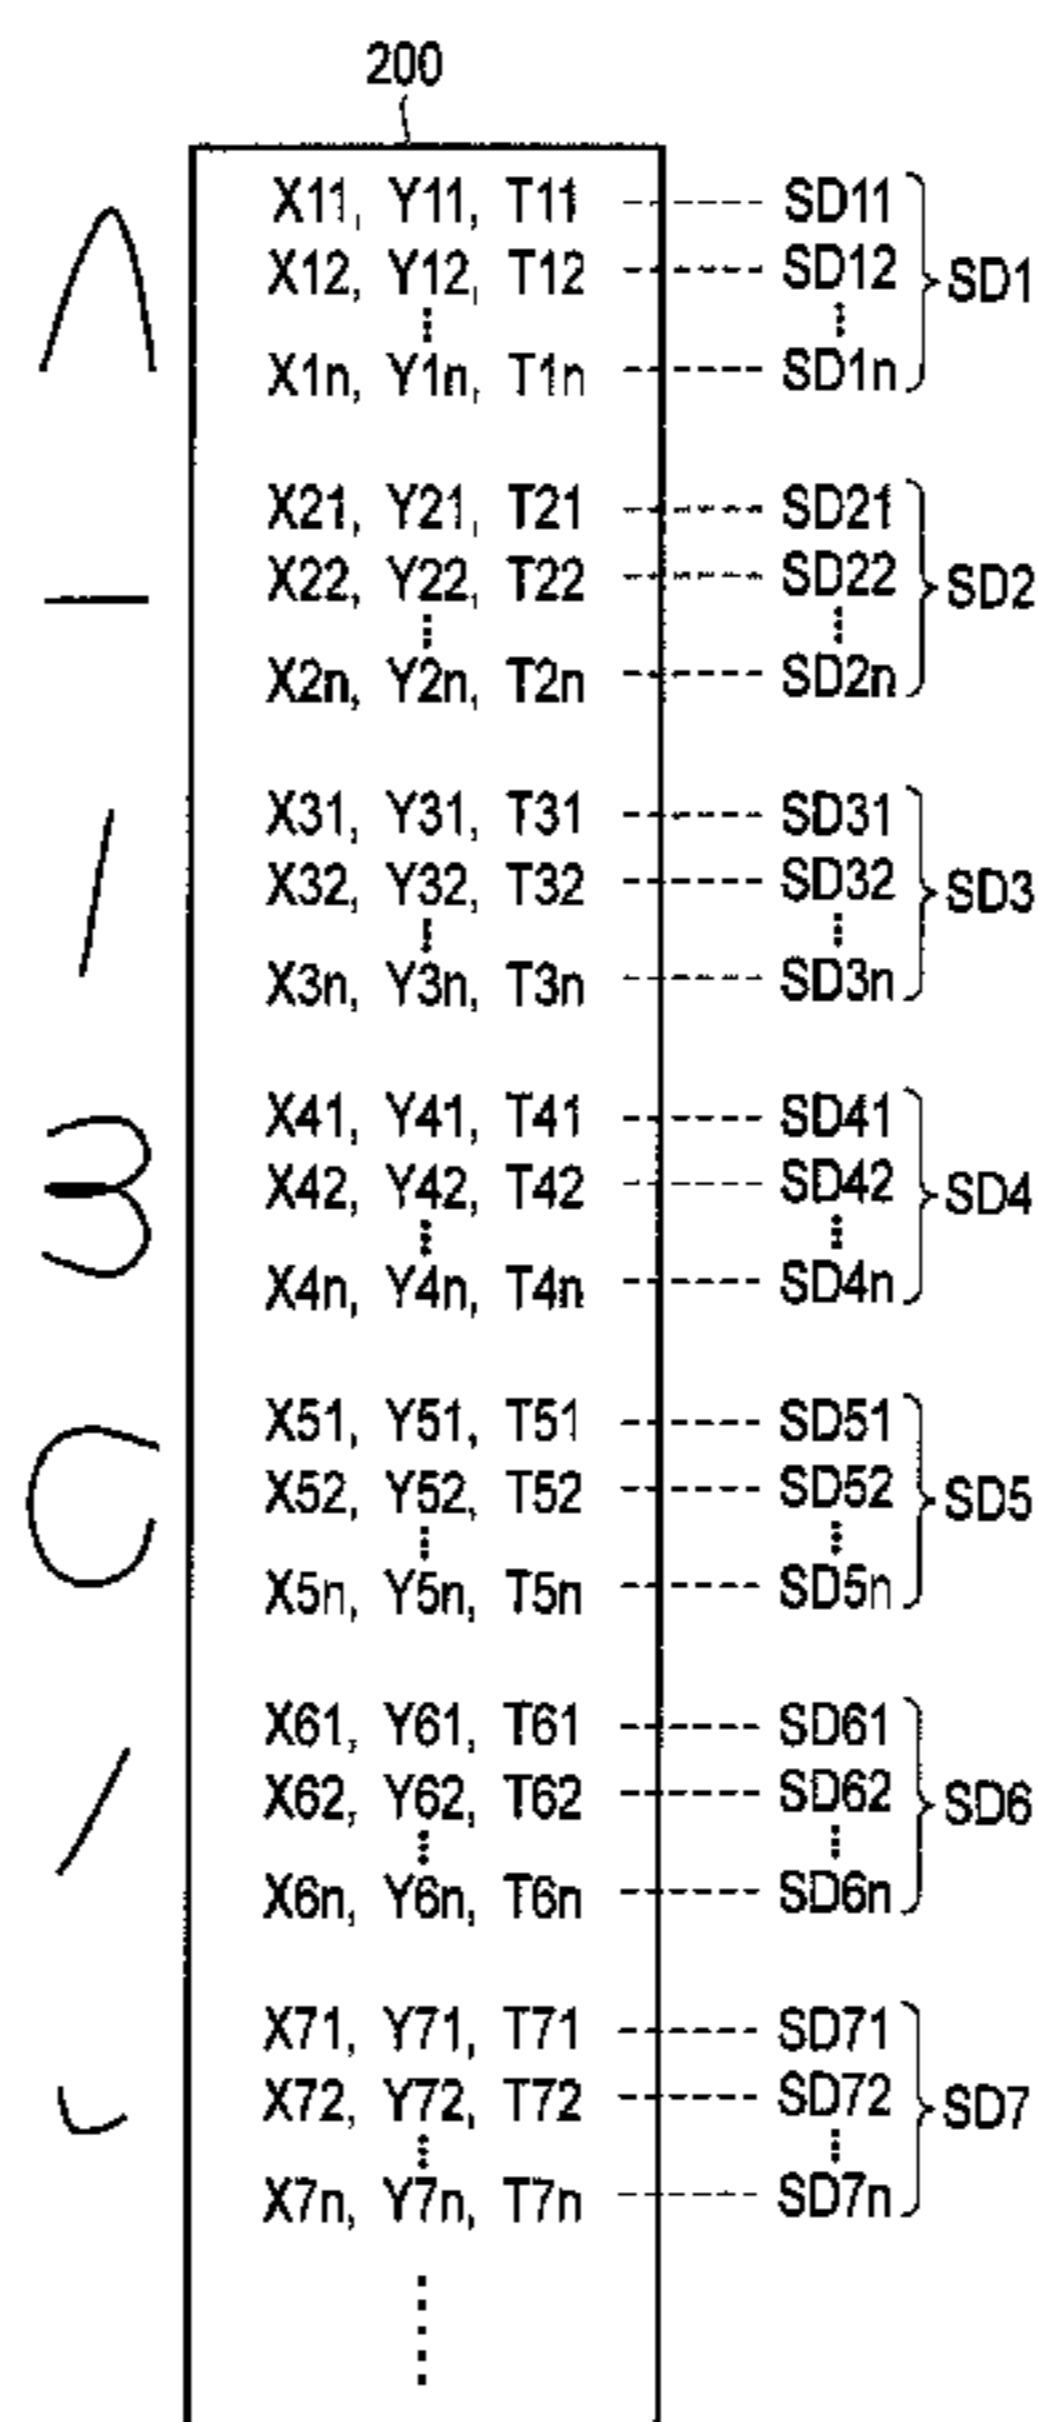 200
X11, Y11, T11 SD11
X12, Y12, T12 SD12 SD1
X1n, Y1n, T1n SD1n
X21, Y21, T21 SD21
X22, Y22, T22 SD22 SD2
X2n, Y2n, T2n SD2n
X31, Y31, T31 SD31
X32, Y32, T32 SD32 SD3
X3n, Y3n, T3n SD3n
X41, Y41, T41 SD41
X42, Y42, T42 SD42 SD4
X4n, Y4n, T4n SD4n
X51, Y51, T51 SD51
X52, Y52, T52 SD52 SD5
X5n, Y5n, T5n SD5n
X61, Y61, T61 SD61
X62, Y62, T62 SD62 SD6
X6n, Y6n, T6n SD6n
X71, Y71, T71 SD71
X72, Y72, T72 SD72 SD7
X7n, Y7n, T7n SD7n